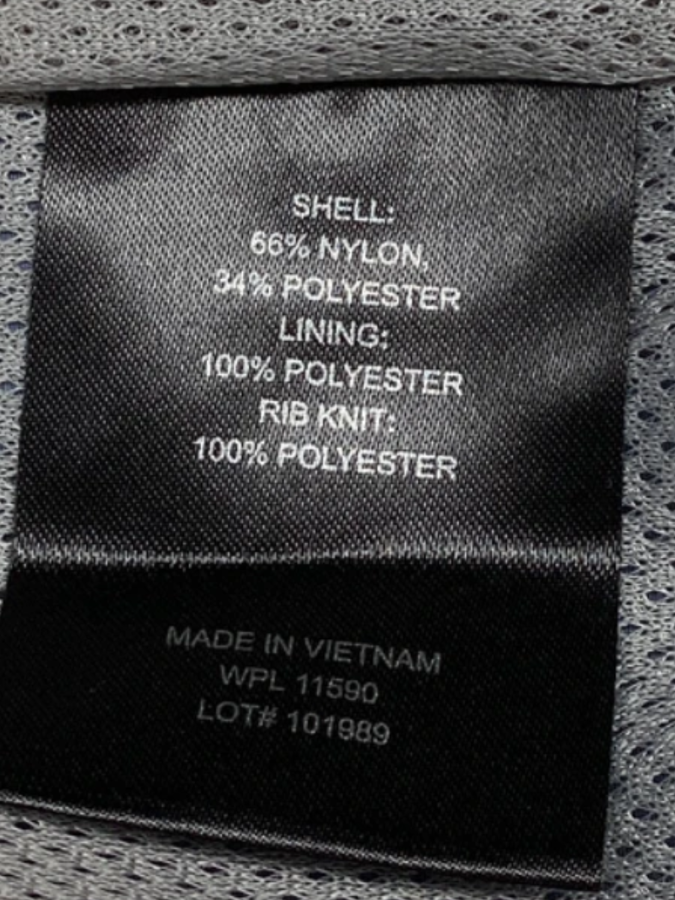 SHELL:
66% NYLON,
34% POLYESTER
LINING:
100% POLYESTER
RIB KNIT:
100% POLYESTER
MADE IN VIETNAM
WPL 11590
LOT# 101989